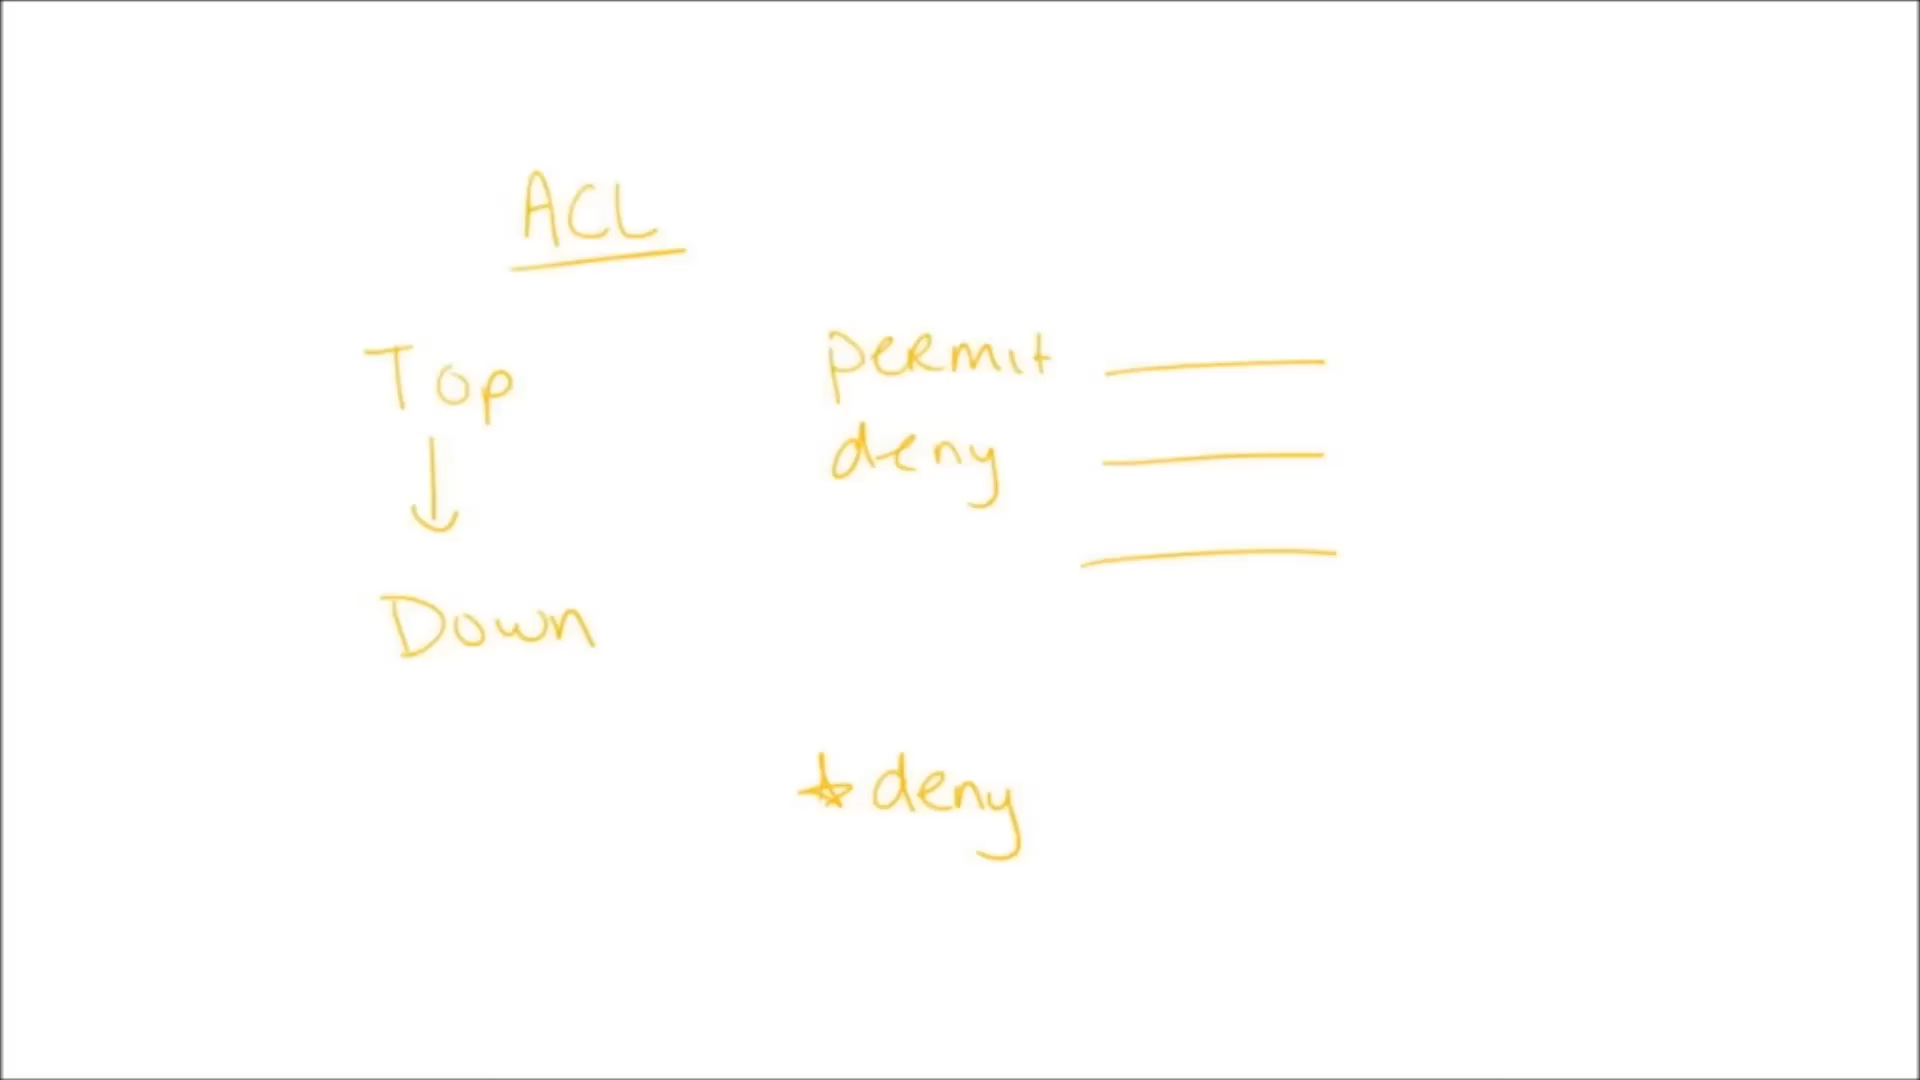 ACL
Top
Down
permit
deny
deny